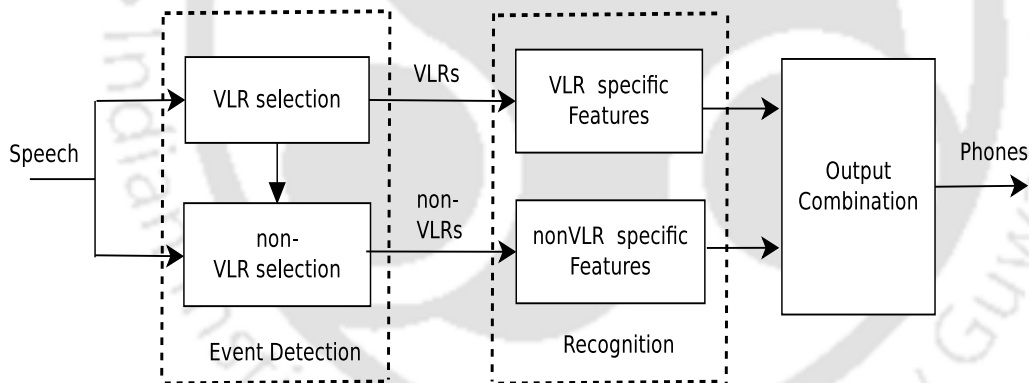 Speech
VLR selection
non-
VLR selection
Event Detection
VLRs
non-
VLRs
VLR specific
Features
nonVLR specific
Features
Recognition
Output
Combination
Phones
Indian